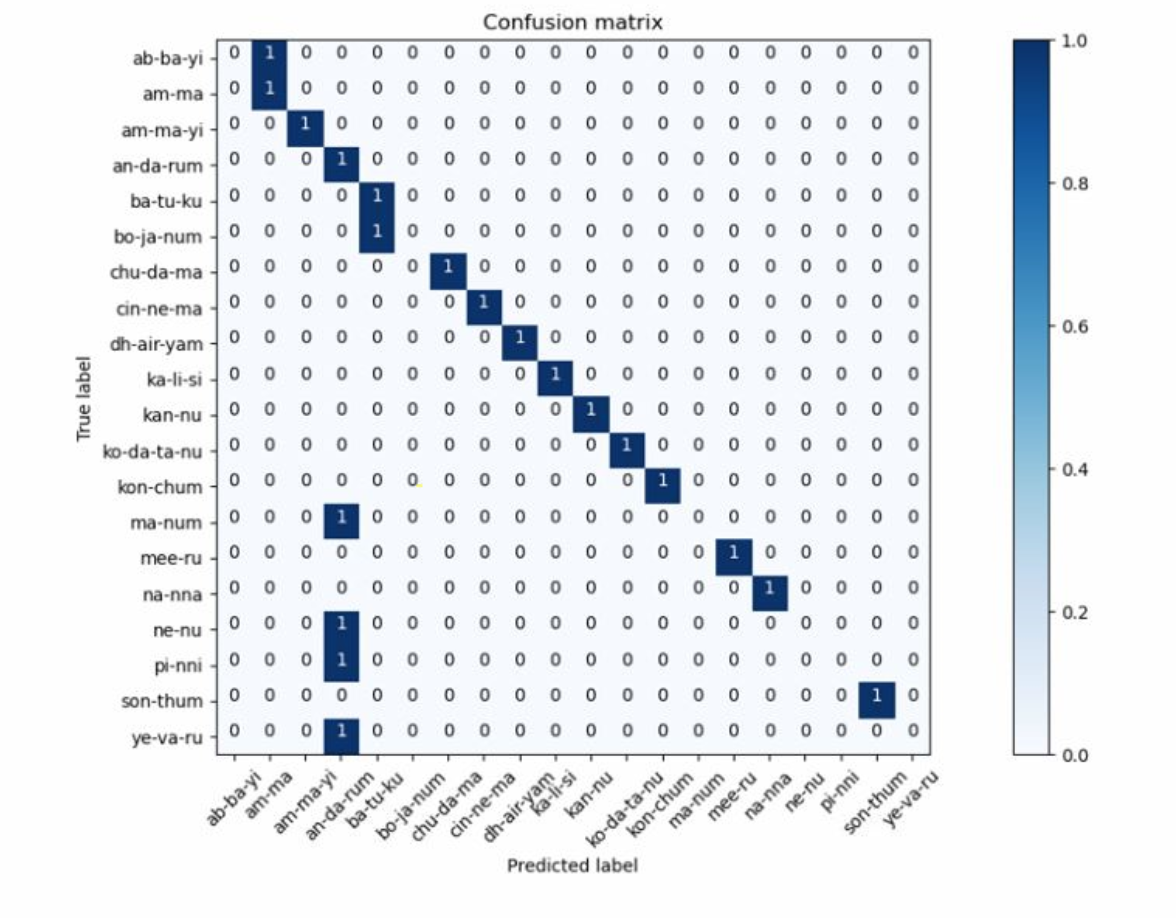 Confusion matrix
ab-ba-yi 0 1 0 0 0 0 0 0 0 0 0 0 0 0 0 0 0 0 0 0 1.0
am-ma 0 1 0 0 0 0 0 0 0 0 0 0 0 0 0 0 0 0 0 0
am-ma-yi 0 0 1 0 0 0 0 0 0 0 0 0 0 0 0 0 0 0 0 0
an-da-rum 0 0 0 1 0 0 0 0 0 0 0 0 0 0 0 0 0 0 0 0
ba-tu-ku 0 0 0 0 1 0 0 0 0 0 0 0 0 0 0 0 0 0 0 0 0.8
bo-ja-num 0 0 0 0 1 0 0 0 0 0 0 0 0 0 0 0 0 0 0 0
chu-da-ma 0 0 0 0 0 0 1 0 0 0 0 0 0 0 0 0 0 0 0 0
cin-ne-ma 0 0 0 0 0 0 0 1 0 0 0 0 0 0 0 0 0 0 0 0
dh-air-yam 0 0 0 0 0 0 0 0 1 0 0 0 0 0 0 0 0 0 0 0 0.6
ka-li-si 0 0 0 0 0 0 0 0 0 1 0 0 0 0 0 0 0 0 0 0
True label
kan-nu 0 0 0 0 0 0 0 0 0 0 1 0 0 0 0 0 0 0 0 0
ko-da-ta-nu 0 0 0 0 0 0 0 0 0 0 0 1 0 0 0 0 0 0 0 0
kon-chum 0 0 0 0 0 0 0 0 0 0 0 0 1 0 0 0 0 0 0 0 0.4
ma-num 0 0 0 1 0 0 0 0 0 0 0 0 0 0 0 0 0 0 0 0
mee-ru 0 0 0 0 0 0 0 0 0 0 0 0 0 0 1 0 0 0 0 0
na-nna 0 0 0 0 0 0 0 0 0 0 0 0 0 0 0 1 0 0 0 0
ne-nu 0 0 0 1 0 0 0 0 0 0 0 0 0 0 0 0 0 0 0 0 0.2
pi-nni 0 0 0 1 0 0 0 0 0 0 0 0 0 0 0 0 0 0 0 0
son-thum 0 0 0 0 0 0 0 0 0 0 0 0 0 0 0 0 0 0 1 0
ye-va-ru 0 0 0 1 0 0 0 0 0 0 0 0 0 0 0 0 0 0 0 0 0.0
ab-ba-yi am-ma am-ma-yi an-da-rum ba-tu-ku bo-ja-num chu-da-ma cin-ne-ma dh-air-yam ka-li-si kan-nu ko-da-ta-nu kon-chum ma-num mee-ru na-nna ne-nu pi-nni son-thum ye-va-ru
Predicted label